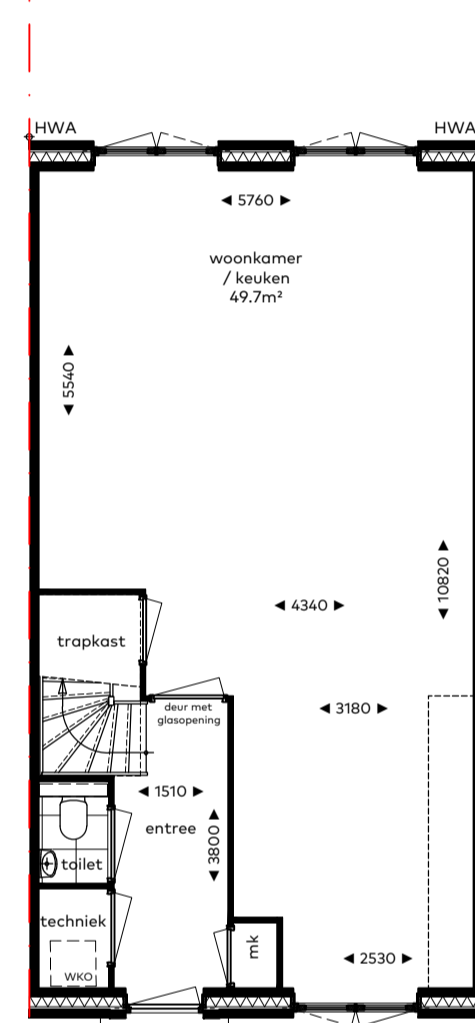 HWA
HWA
5760
woonkamer
/ keuken
49.7m²
5540
10820
4340
trapkast
3180
deur met
glasopening
1510
entree
3800
toilet
techniek
mk
WKO
2530